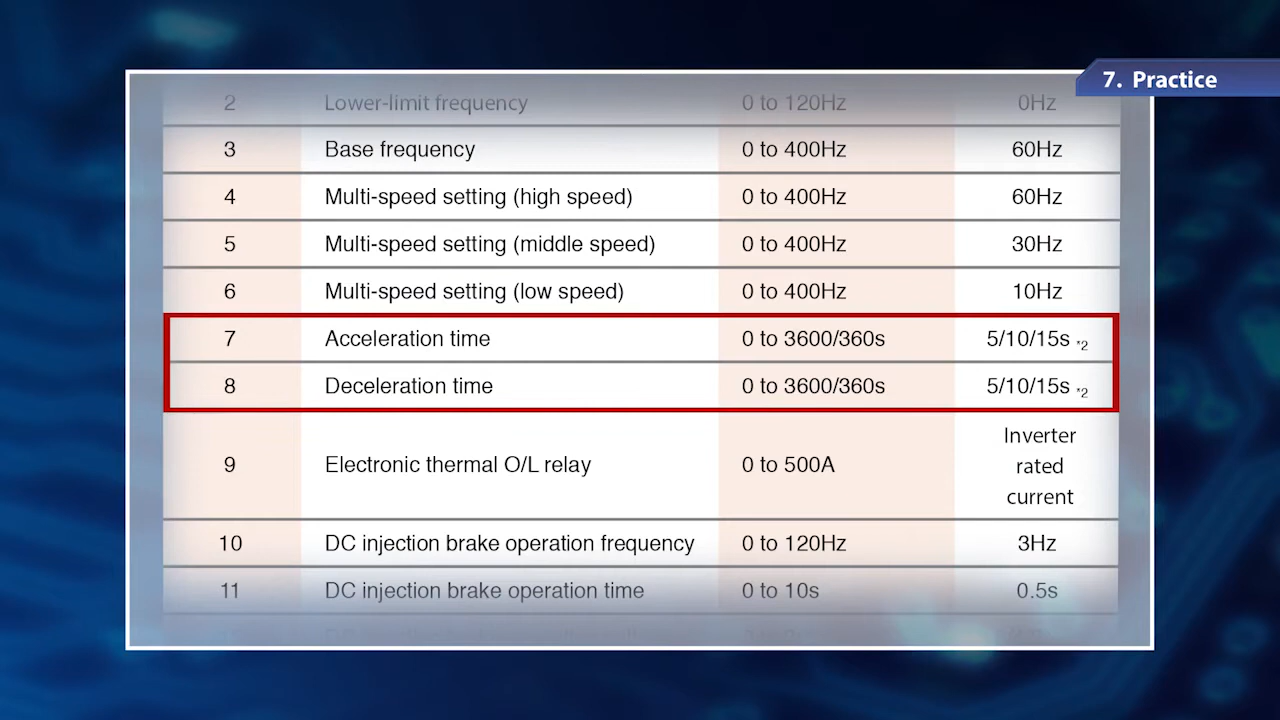 7. Practice
2 Lower-limit frequency 0 to 120Hz 0Hz
3 Base frequency 0 to 400Hz 60Hz
4 Multi-speed setting (high speed) 0 to 400Hz 60Hz
5 Multi-speed setting (middle speed) 0 to 400Hz 30Hz
6 Multi-speed setting (low speed) 0 to 400Hz 10Hz
7 Acceleration time 0 to 3600/360s 5/10/15s *2
8 Deceleration time 0 to 3600/360s 5/10/15s *2
9 Electronic thermal O/L relay 0 to 500A Inverter
rated
current
10 DC injection brake operation frequency 0 to 120Hz 3Hz
11 DC injection brake operation time 0 to 10s 0.5s